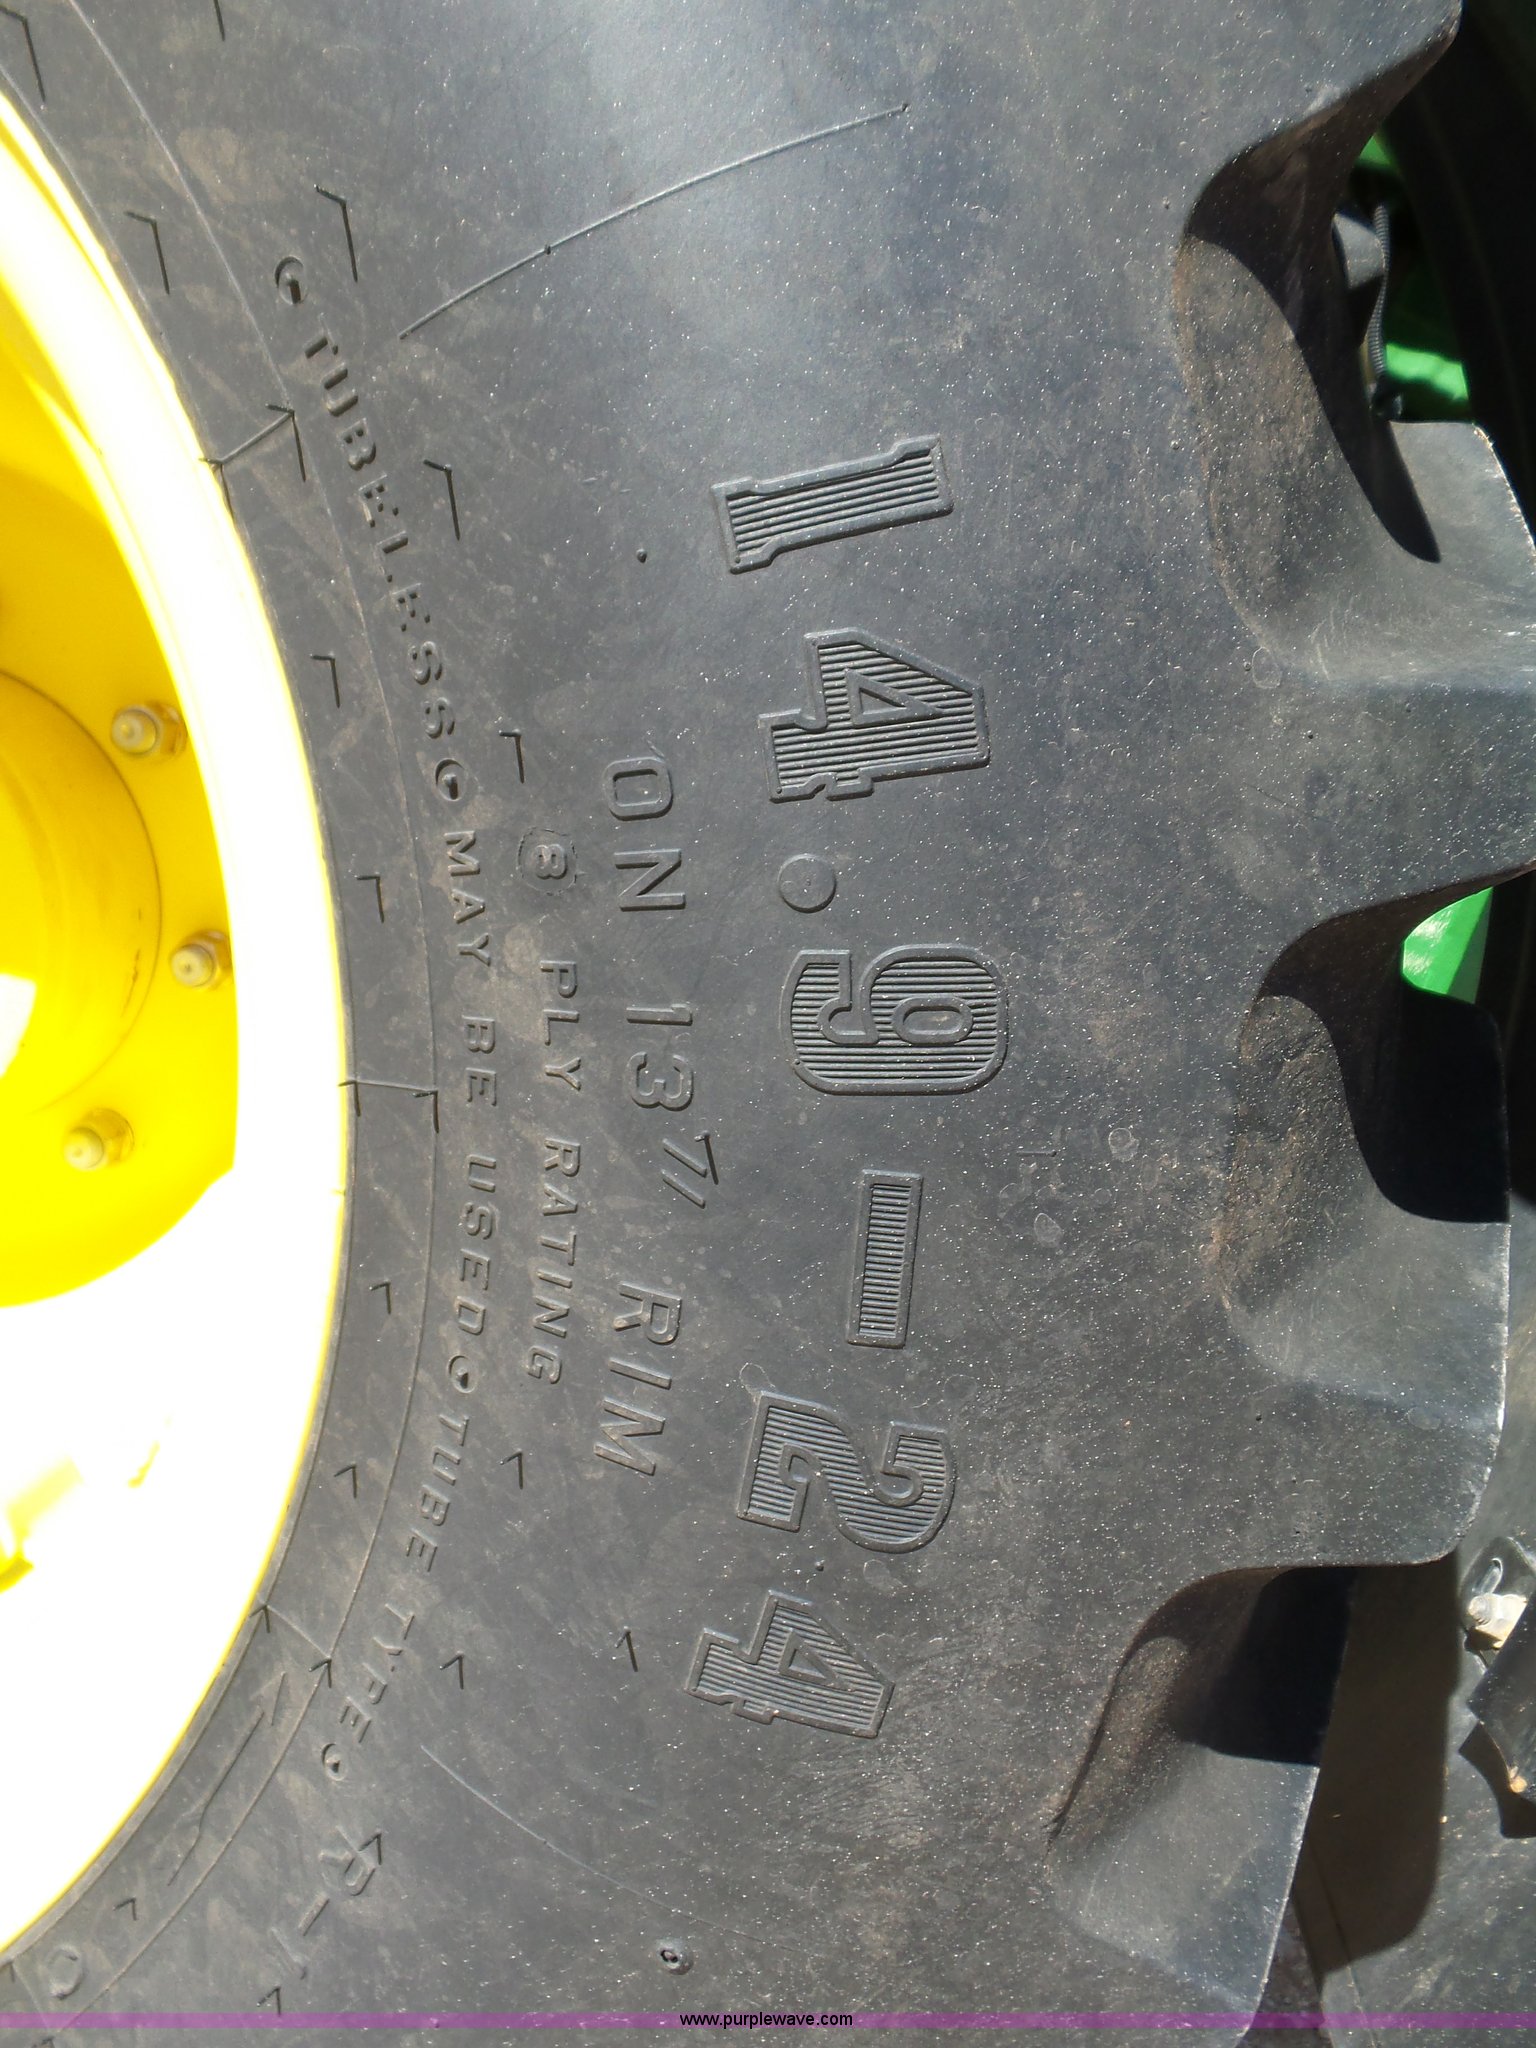 14.9-24
ON 13" RIM
8 PLY RATING
TUBELESS MAY BE USED TUBE TYPE R-1
www.purplewave.com